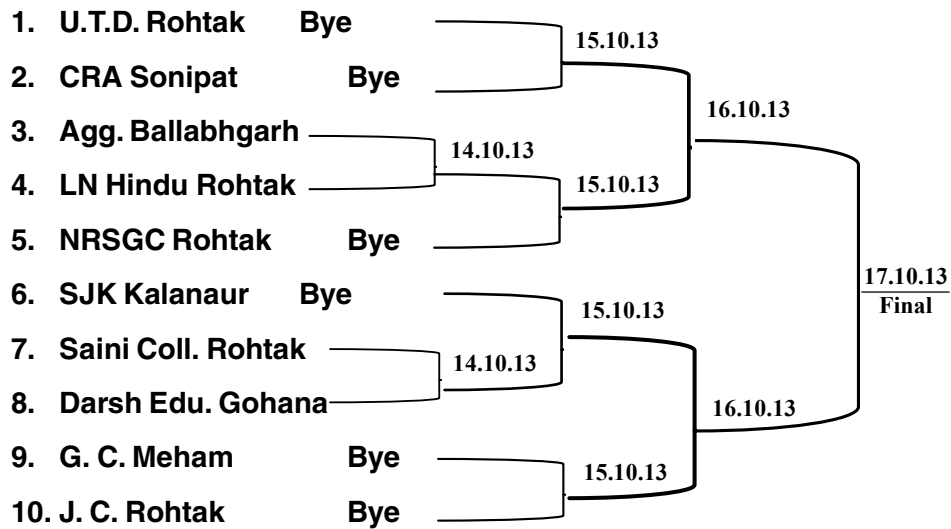 1. U.T.D. Rohtak Bye
15.10.13
2. CRA Sonipat Bye
16.10.13
3. Agg. Ballabhgarh
14.10.13
4. LN Hindu Rohtak
15.10.13
5. NRSGC Rohtak Bye
17.10.13
Final
6. SJK Kalanaur Bye
15.10.13
7. Saini Coll. Rohtak
14.10.13
8. Darsh Edu. Gohana
16.10.13
9. G. C. Meham Bye
15.10.13
10. J. C. Rohtak Bye